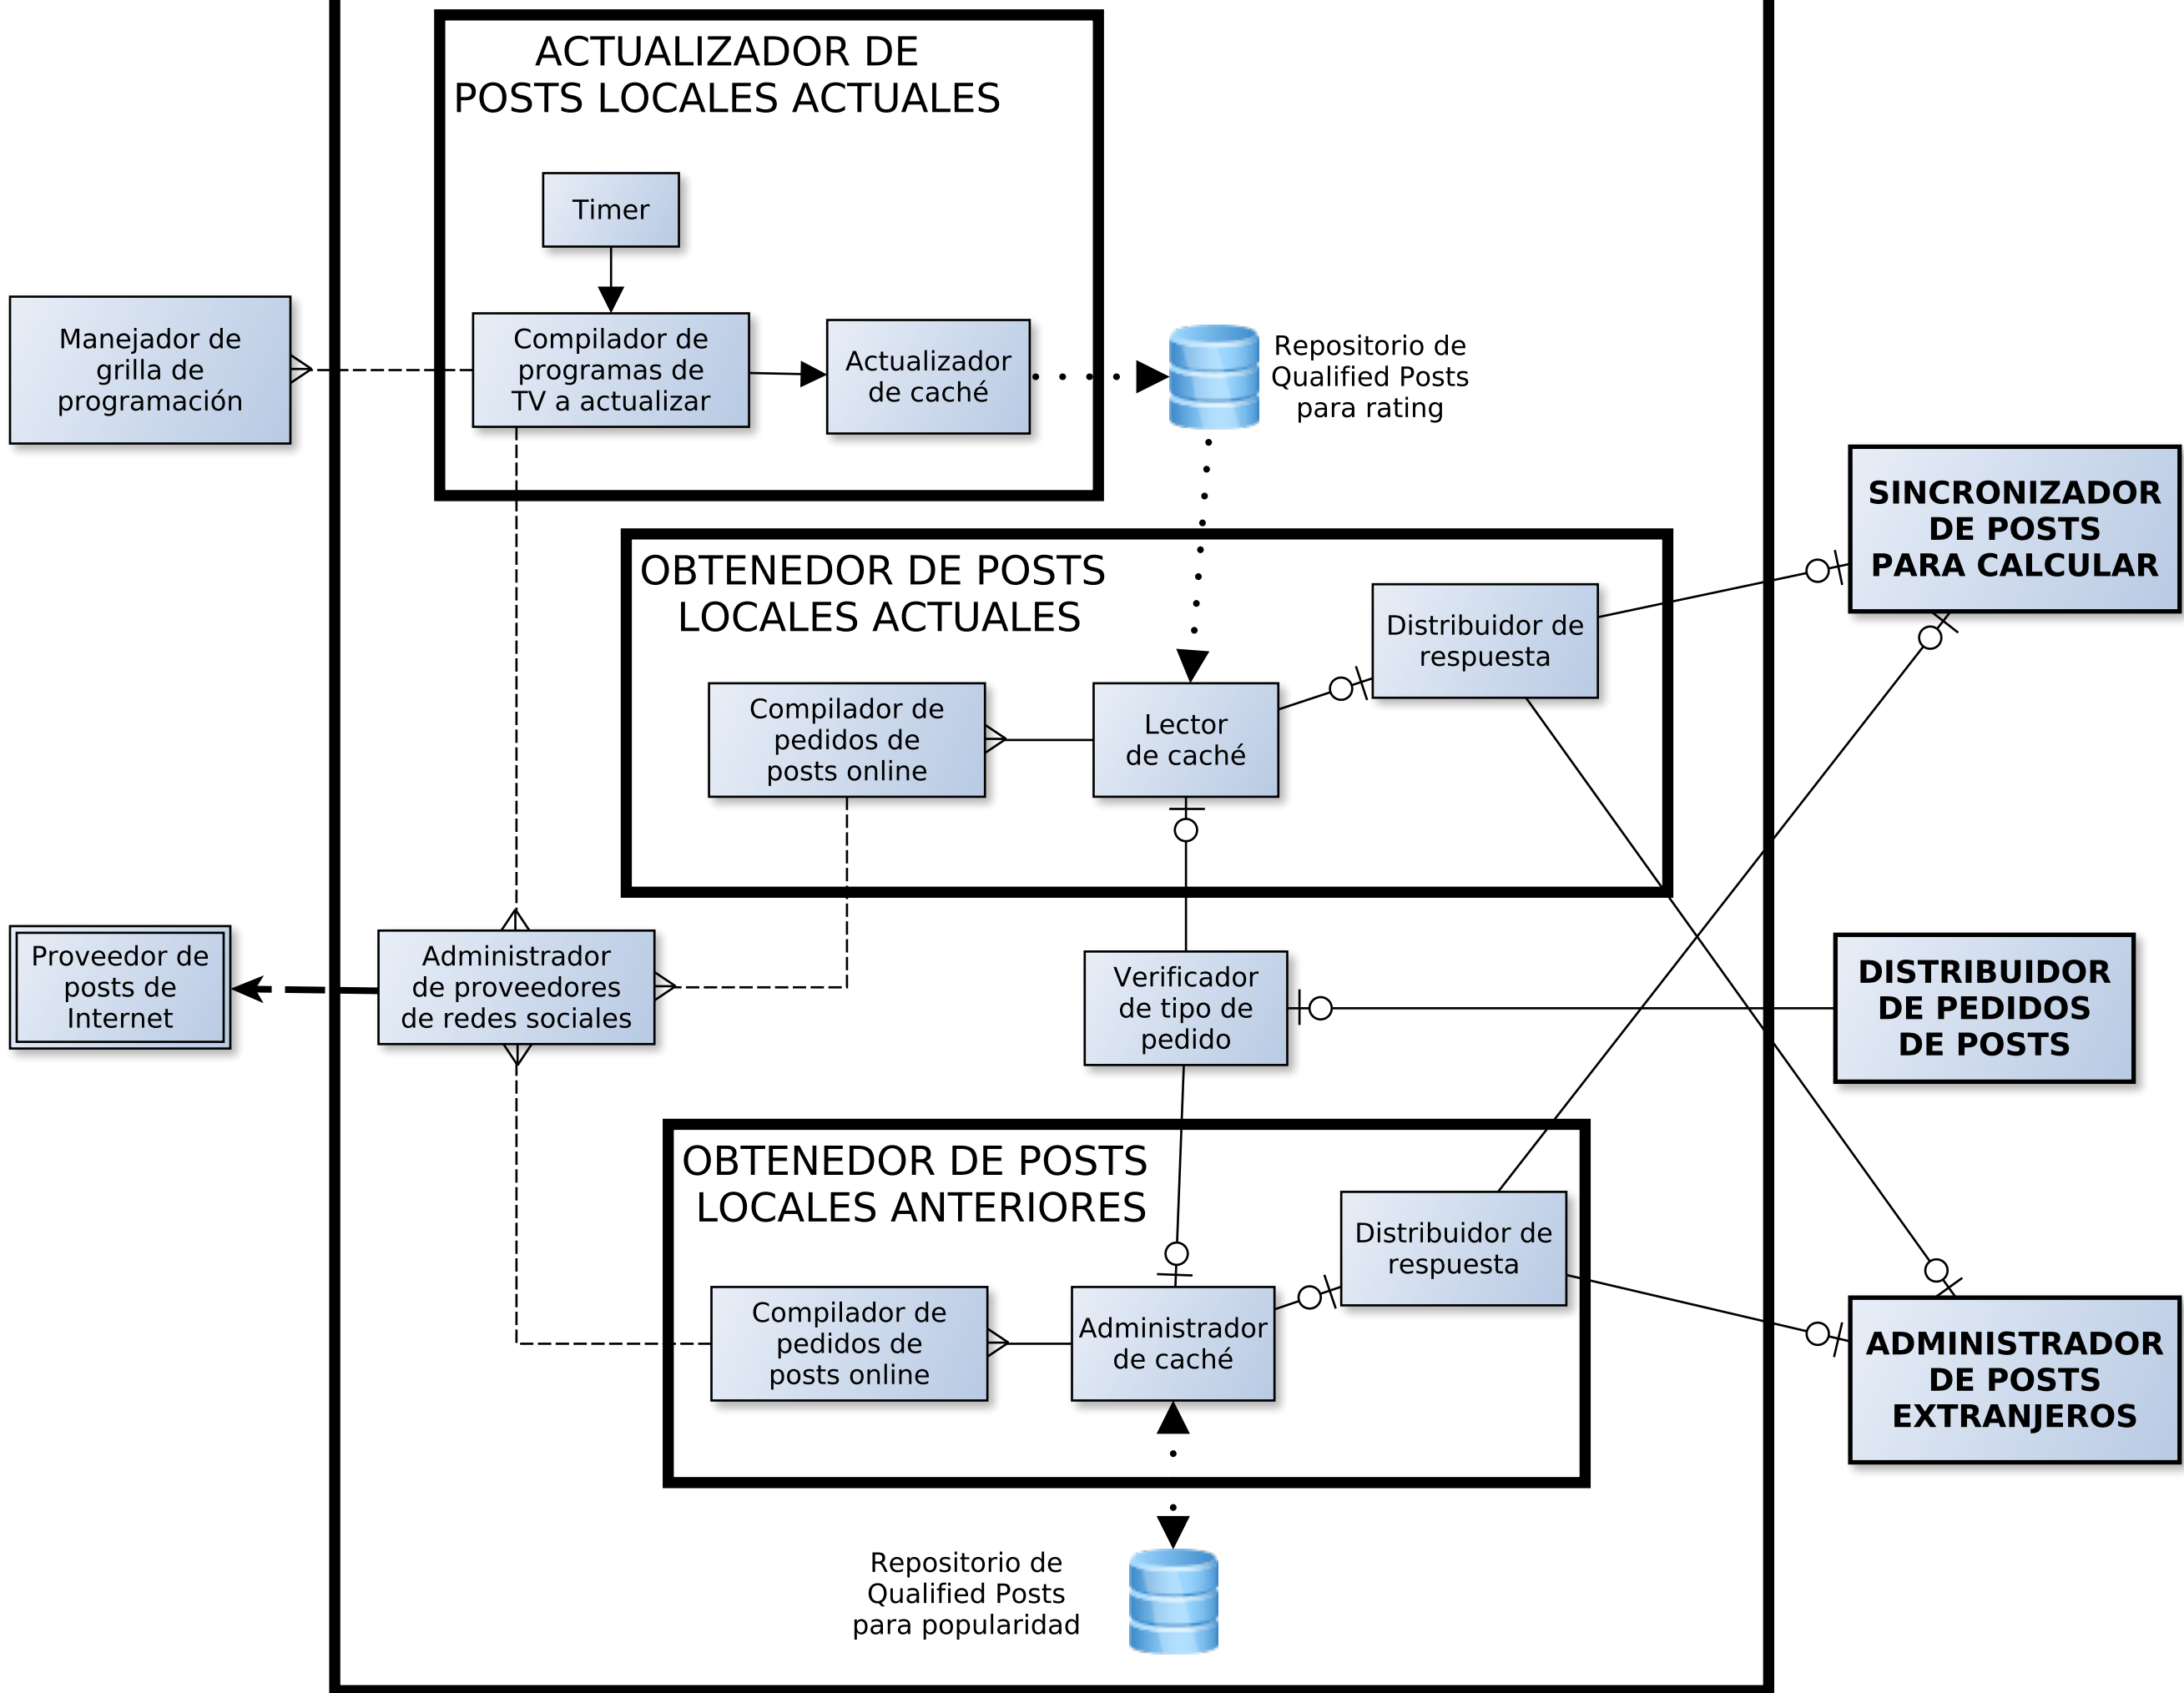 ACTUALIZADOR DE
POSTS LOCALES ACTUALES
Timer
Manejador de
grilla de
programación
Compilador de
programas de
TV a actualizar
Actualizador
de caché
Repositorio de
Qualified Posts
para rating
SINCRONIZADOR
DE POSTS
PARA CALCULAR
OBTENEDOR DE POSTS
LOCALES ACTUALES
Distribuidor de
respuesta
Compilador de
pedidos de
posts online
Lector
de caché
Proveedor de
posts de
Internet
Administrador
de proveedores
de redes sociales
Verificador
de tipo de
pedido
DISTRIBUIDOR
DE PEDIDOS
DE POSTS
OBTENEDOR DE POSTS
LOCALES ANTERIORES
Distribuidor de
respuesta
Compilador de
pedidos de
posts online
Administrador
de caché
ADMINISTRADOR
DE POSTS
EXTRANJEROS
Repositorio de
Qualified Posts
para popularidad